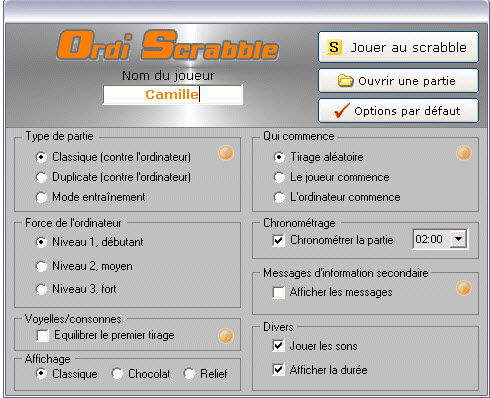 Ordi Scrabble
Nom du joueur
Camille
S Jouer au scrabble
Ouvrir une partie
Options par défaut
Type de partie
Classique (contre l'ordinateur)
Duplicate (contre l'ordinateur)
Mode entraînement
Force de l'ordinateur
Niveau 1, débutant
Niveau 2, moyen
Niveau 3, fort
Voyelles/consonnes
Equilibrer le premier tirage
Affichage
Classique Chocolat Relief
Qui commence
Tirage aléatoire
Le joueur commence
L'ordinateur commence
Chronométrage
Chronométrer la partie 02:00
Messages d'information secondaire
Afficher les messages
Divers
Jouer les sons
Afficher la durée